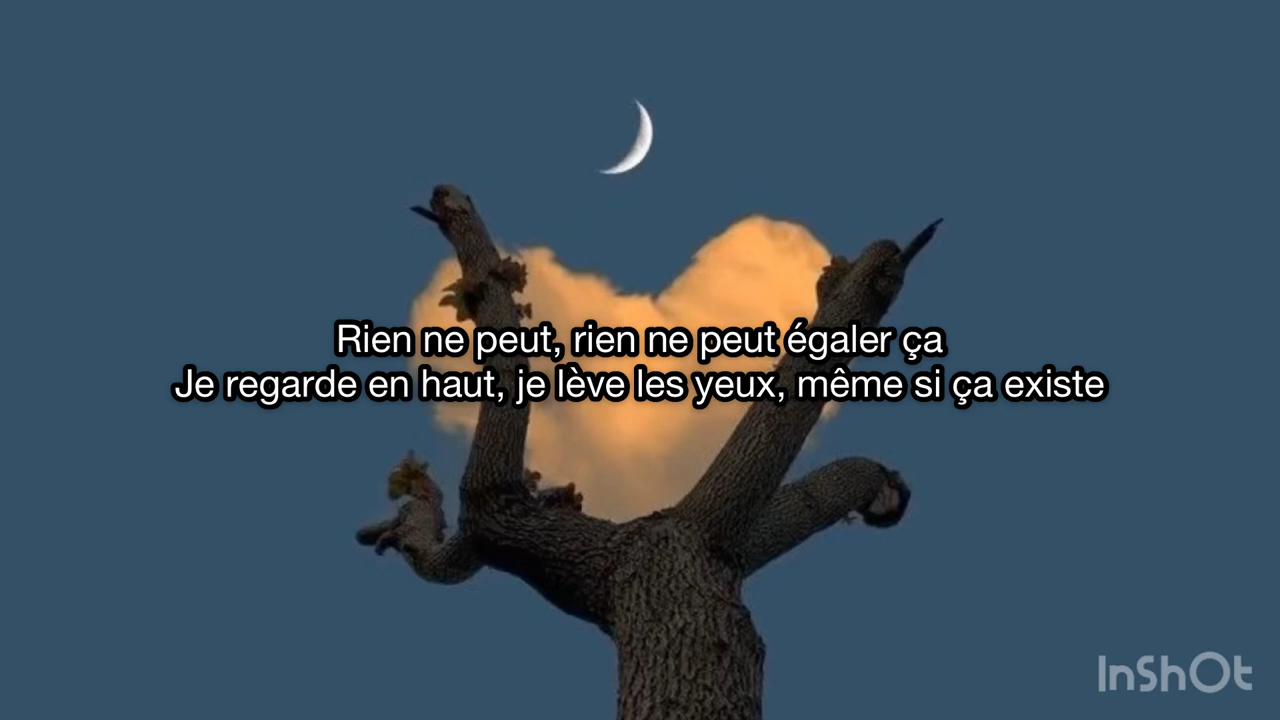 Rien ne peut, rien ne peut égaler ça
Je regarde en haut, je lève les yeux, même si ça existe
InShOt